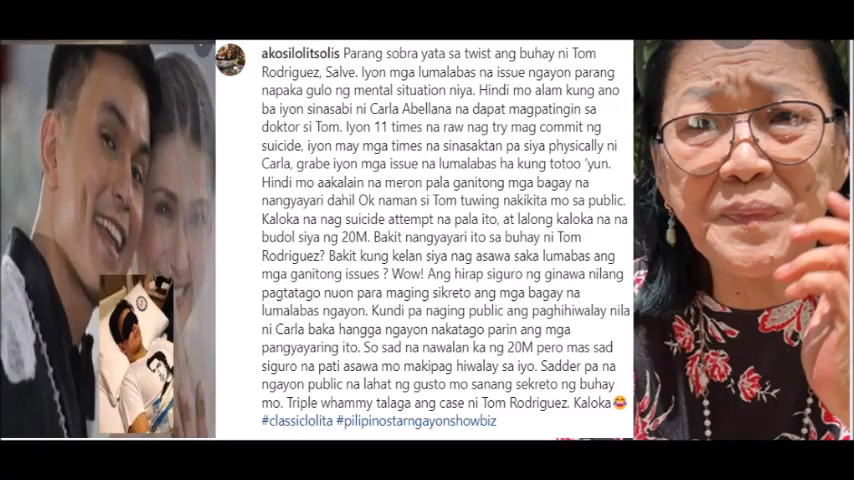 akosilolitsolis Parang sobra yata sa twist ang buhay ni Tom
Rodriguez, Salve. Iyon mga lumalabas na issue ngayon parang
napaka gulo ng mental situation niya. Hindi mo alam kung ano
ba iyon sinasabi ni Carla Abellana na dapat magpatingin sa
doktor si Tom. Iyon 11 times na raw nag try mag commit ng
suicide, iyon may mga times na sinasaktan pa siya physically ni
Carla, grabe iyon mga issue na lumalabas ha kung totoo 'yun.
Hindi mo aakalain na meron pala ganitong mga bagay na
nangyayari dahil Ok naman si Tom tuwing nakikita mo sa public.
Kaloka na nag suicide attempt na pala ito, at lalong kaloka na na
budol siya ng 20M. Bakit nangyayari ito sa buhay ni Tom
Rodriguez? Bakit kung kelan siya nag asawa saka lumabas ang
mga ganitong issues ? Wow! Ang hirap siguro ng ginawa nilang
pagtatago nuon para maging sikreto ang mga bagay na
lumalabas ngayon. Kundi pa naging public ang paghihiwalay nila
ni Carla baka hangga ngayon nakatago parin ang mga
pangyayaring ito. So sad na nawalan ka ng 20M pero mas sad
siguro na pati asawa mo makipag hiwalay sa iyo. Sadder pa na
ngayon public na lahat ng gusto mo sanang sekreto ng buhay
mo. Triple whammy talaga ang case ni Tom Rodriguez. Kaloka😂
#classiclolita #pilipinostarngayonshowbiz